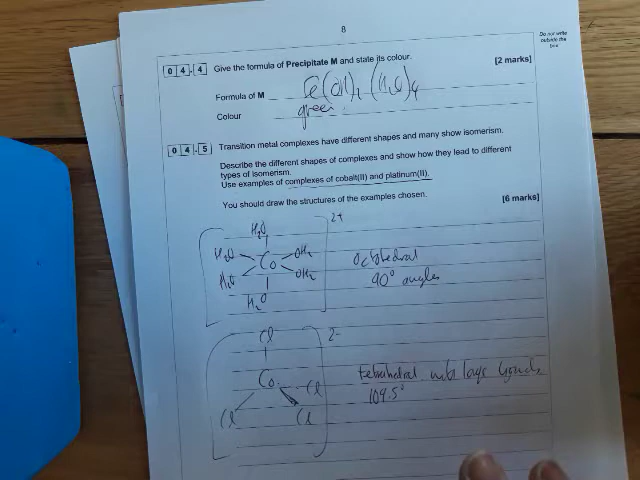 8
Do not write
outside the
box
0 4 . 4 Give the formula of Precipitate M and state its colour.
[2 marks]
Formula of M Fe(OH)2(H2O)4
Colour green.
0 4 . 5 Transition metal complexes have different shapes and many show isomerism.
Describe the different shapes of complexes and show how they lead to different
types of isomerism.
Use examples of complexes of cobalt(II) and platinum(II).
You should draw the structures of the examples chosen.
[6 marks]
2+
H2O
H2O OH2
Co
H2O OH2
H2O
octahedral
90° angles
2-
Cl
Co
Cl
Cl Cl
tetrahedral with large ligands
109.5°